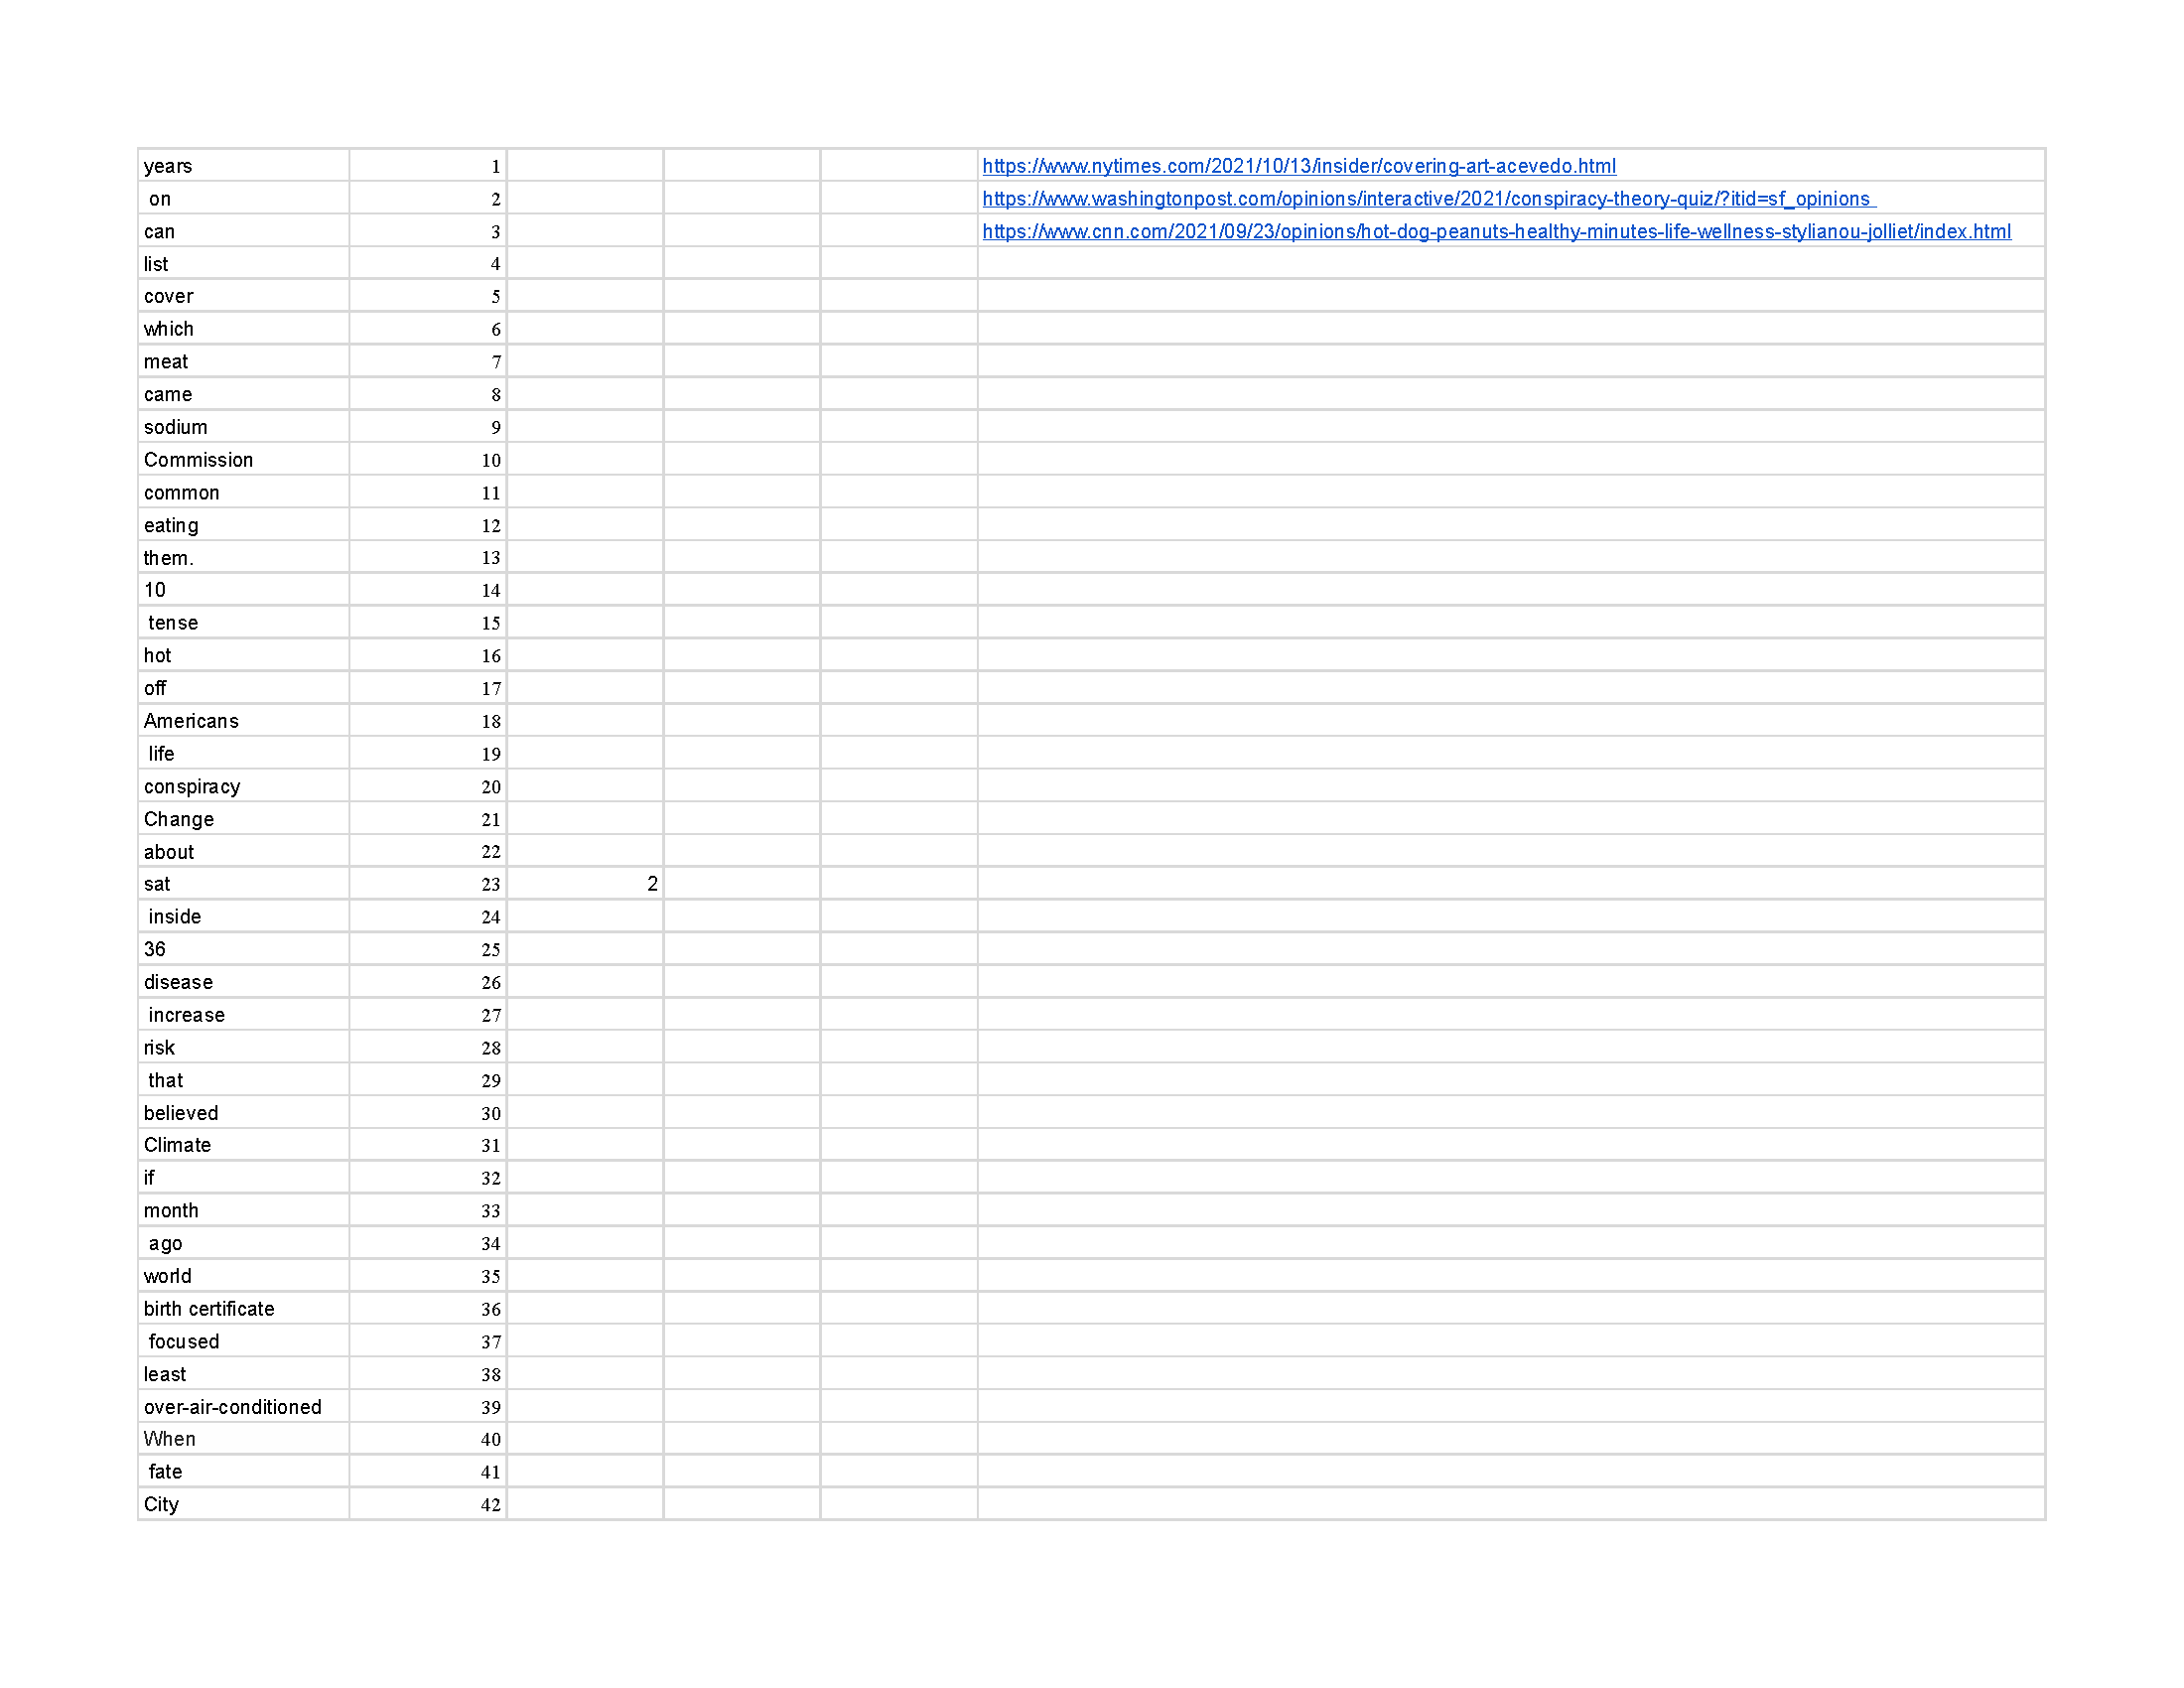 years 1 https://www.nytimes.com/2021/10/13/insider/covering-art-acevedo.html
on 2 https://www.washingtonpost.com/opinions/interactive/2021/conspiracy-theory-quiz/?itid=sf_opinions
can 3 https://www.cnn.com/2021/09/23/opinions/hot-dog-peanuts-healthy-minutes-life-wellness-stylianou-jolliet/index.html
list 4
cover 5
which 6
meat 7
came 8
sodium 9
Commission 10
common 11
eating 12
them. 13
10 14
tense 15
hot 16
off 17
Americans 18
life 19
conspiracy 20
Change 21
about 22
sat 23 2
inside 24
36 25
disease 26
increase 27
risk 28
that 29
believed 30
Climate 31
if 32
month 33
ago 34
world 35
birth certificate 36
focused 37
least 38
over-air-conditioned 39
When 40
fate 41
City 42